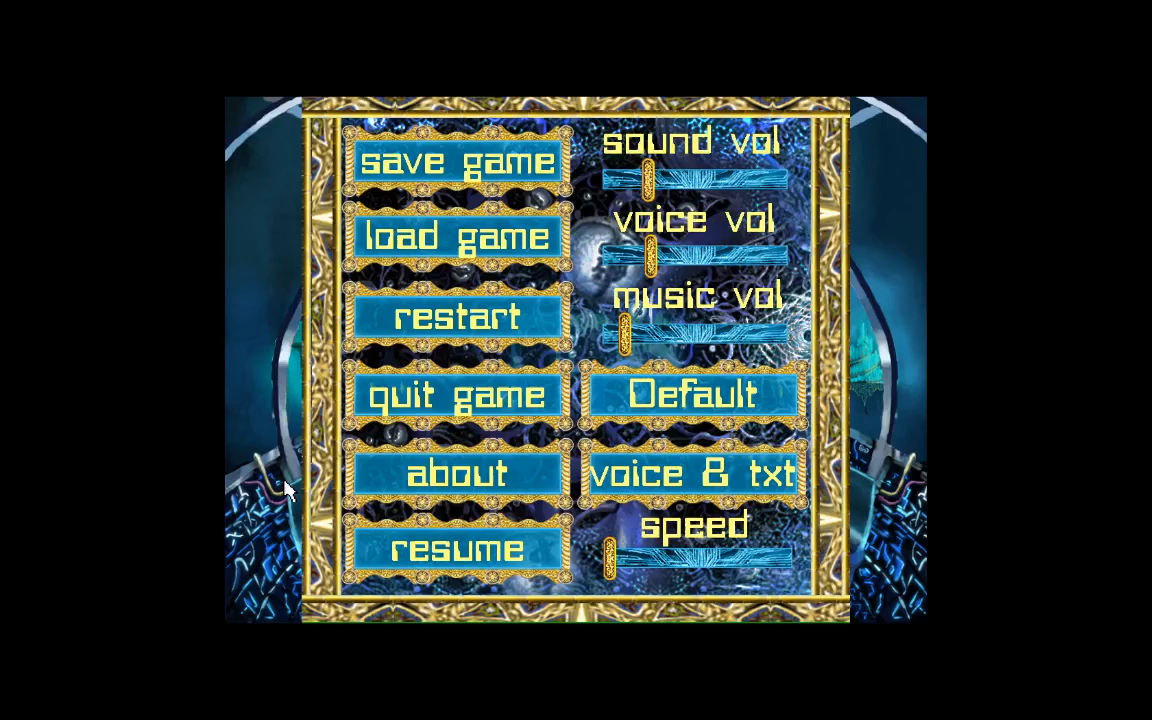 save game
load game
restart
quit game
about
resume
sound vol
voice vol
music vol
Default
voice & txt
speed